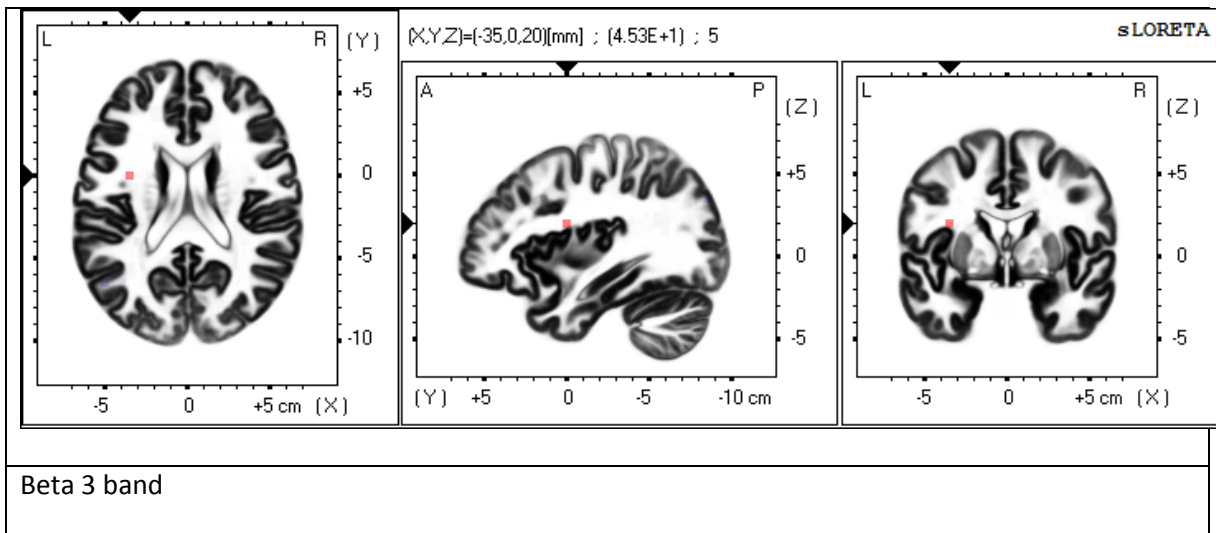 (X,Y,Z)=(-35,0,20)[mm] ; (4.53E+1) ; 5
sLORETA
L R (Y)
+5
0
-5
-10
-5 0 +5 cm (X)
A P (Z)
+5
0
-5
(Y) +5 0 -5 -10 cm
L R (Z)
+5
0
-5
-5 0 +5 cm (X)
Beta 3 band